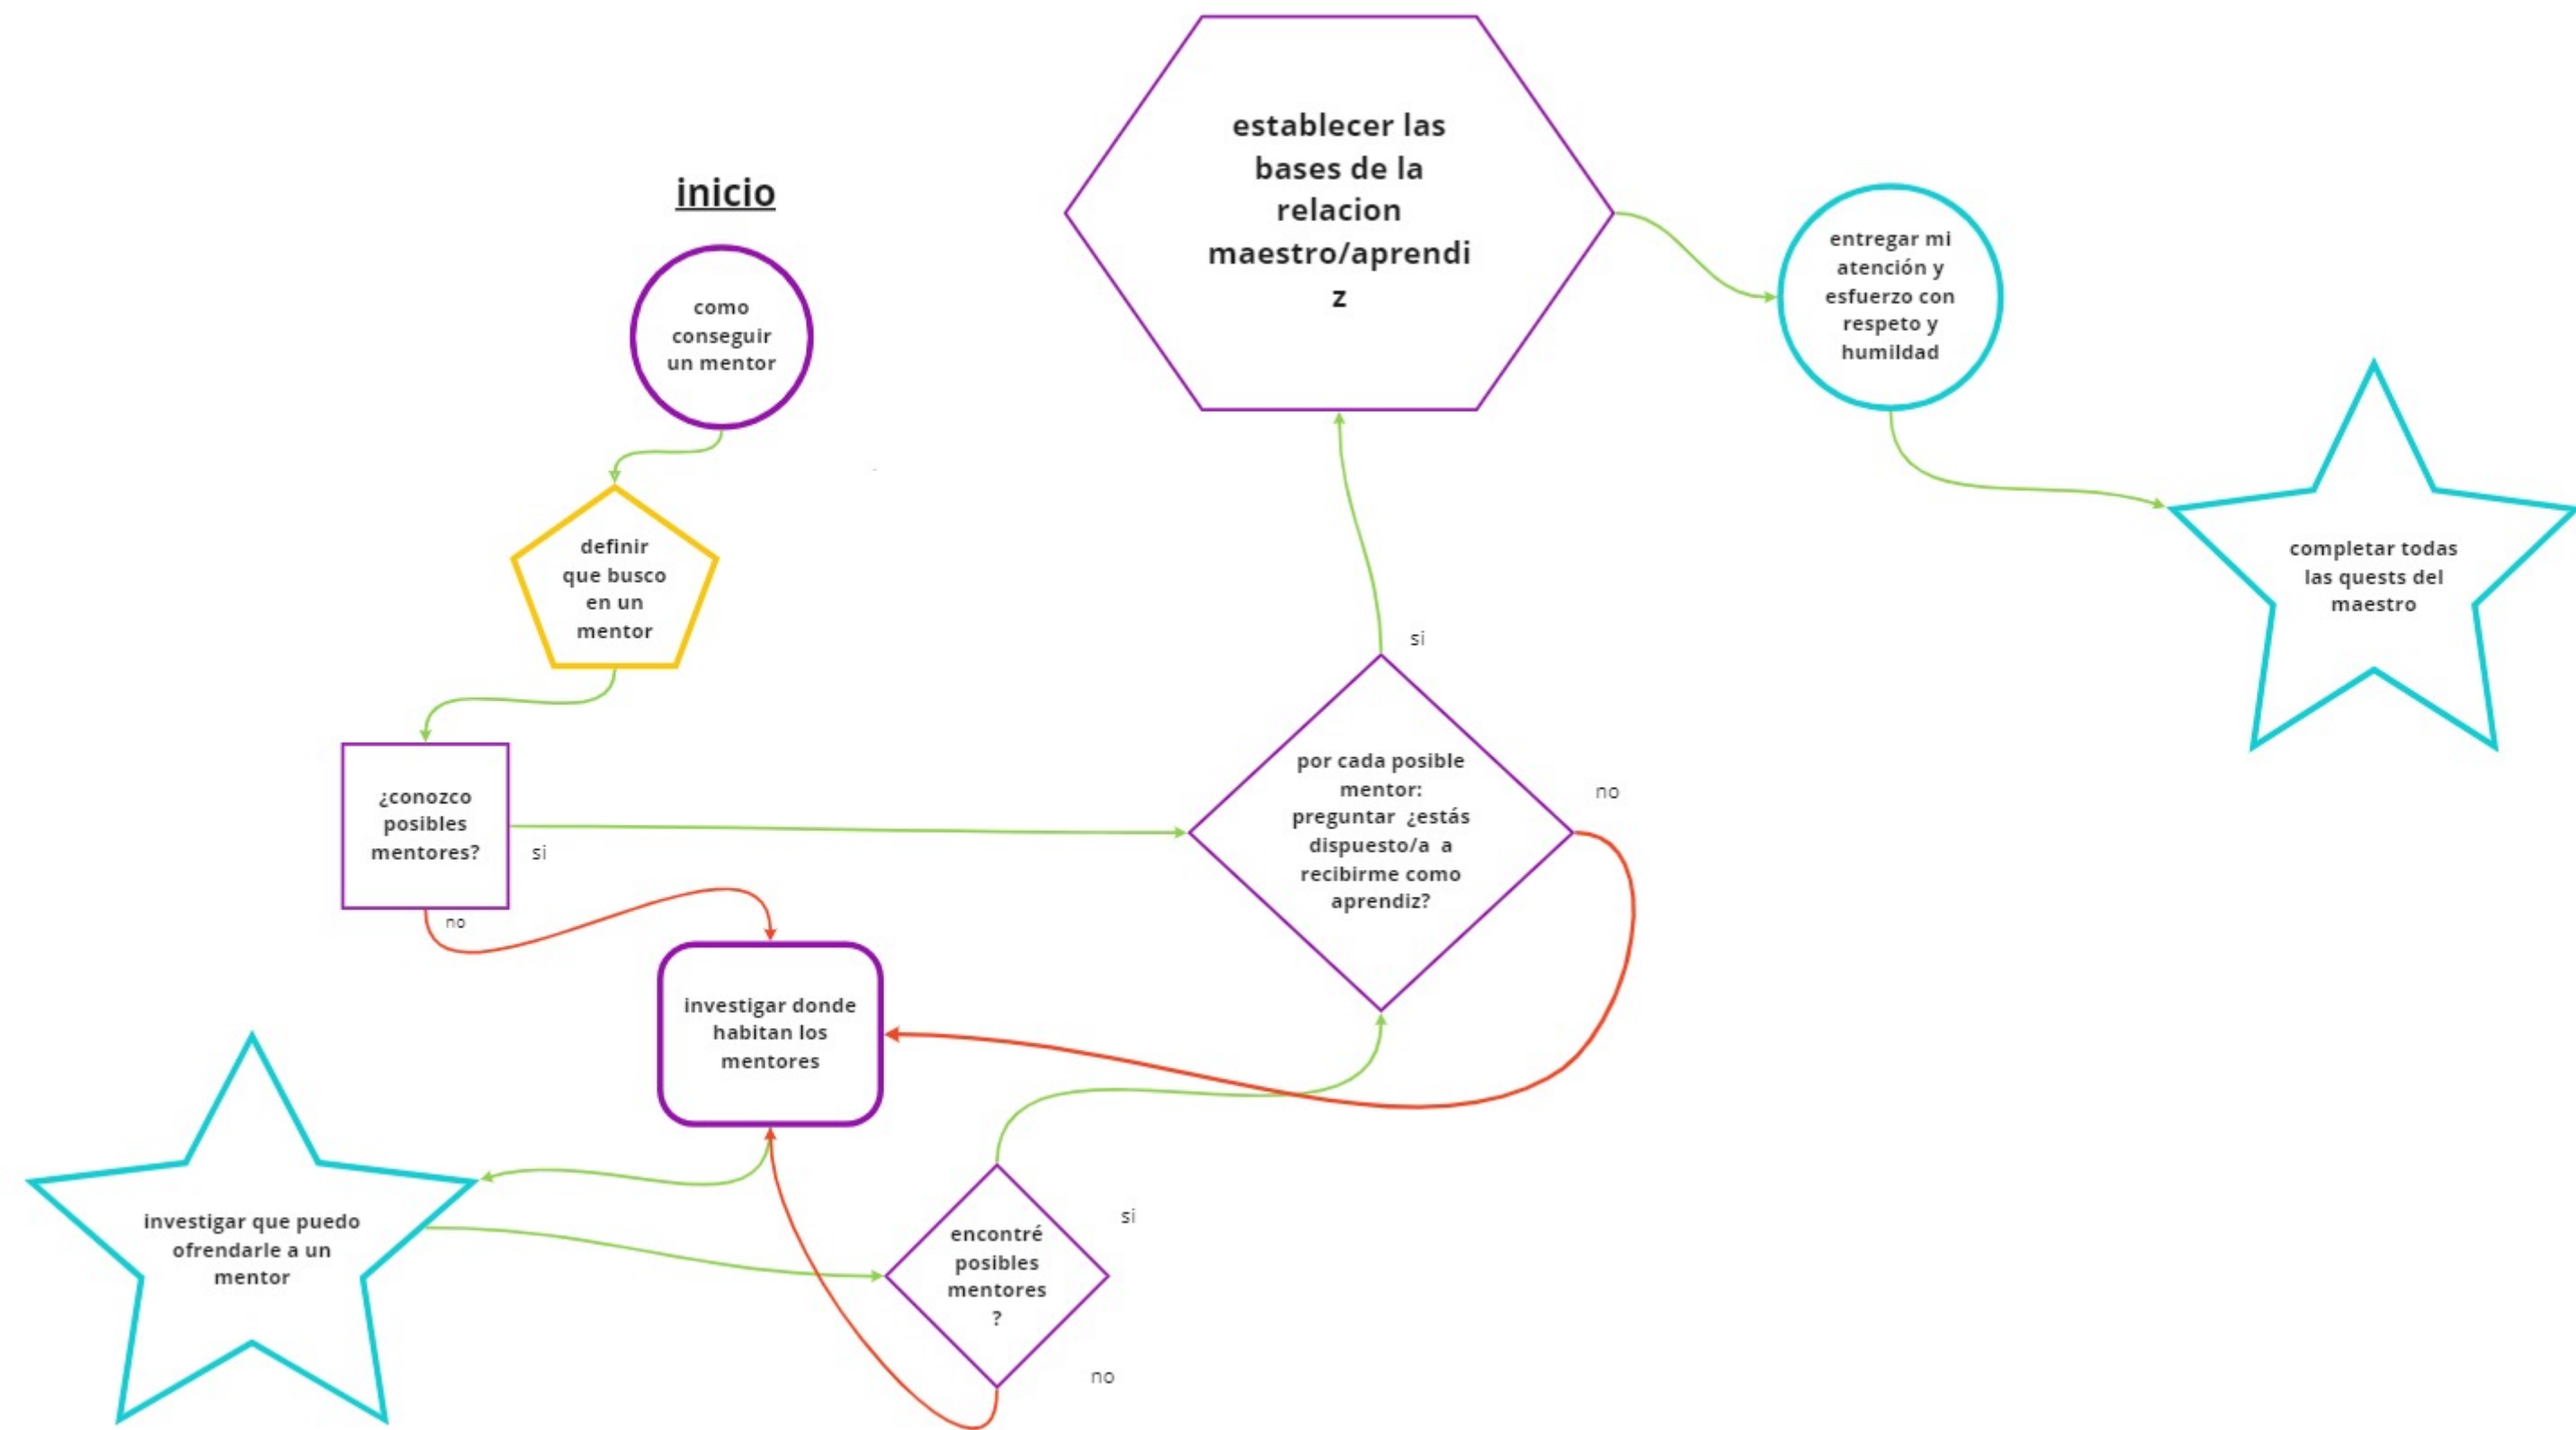 inicio
como
conseguir
un mentor
definir
que busco
en un
mentor
¿conozco
posibles
mentores?
si
no
investigar donde
habitan los
mentores
investigar que puedo
ofrendarle a un
mentor
encontré
posibles
mentores
?
si
no
por cada posible
mentor:
preguntar  ¿estás
dispuesto/a  a
recibirme como
aprendiz?
si
no
establecer las
bases de la
relacion
maestro/aprendi
z
entregar mi
atención y
esfuerzo con
respeto y
humildad
completar todas
las quests del
maestro